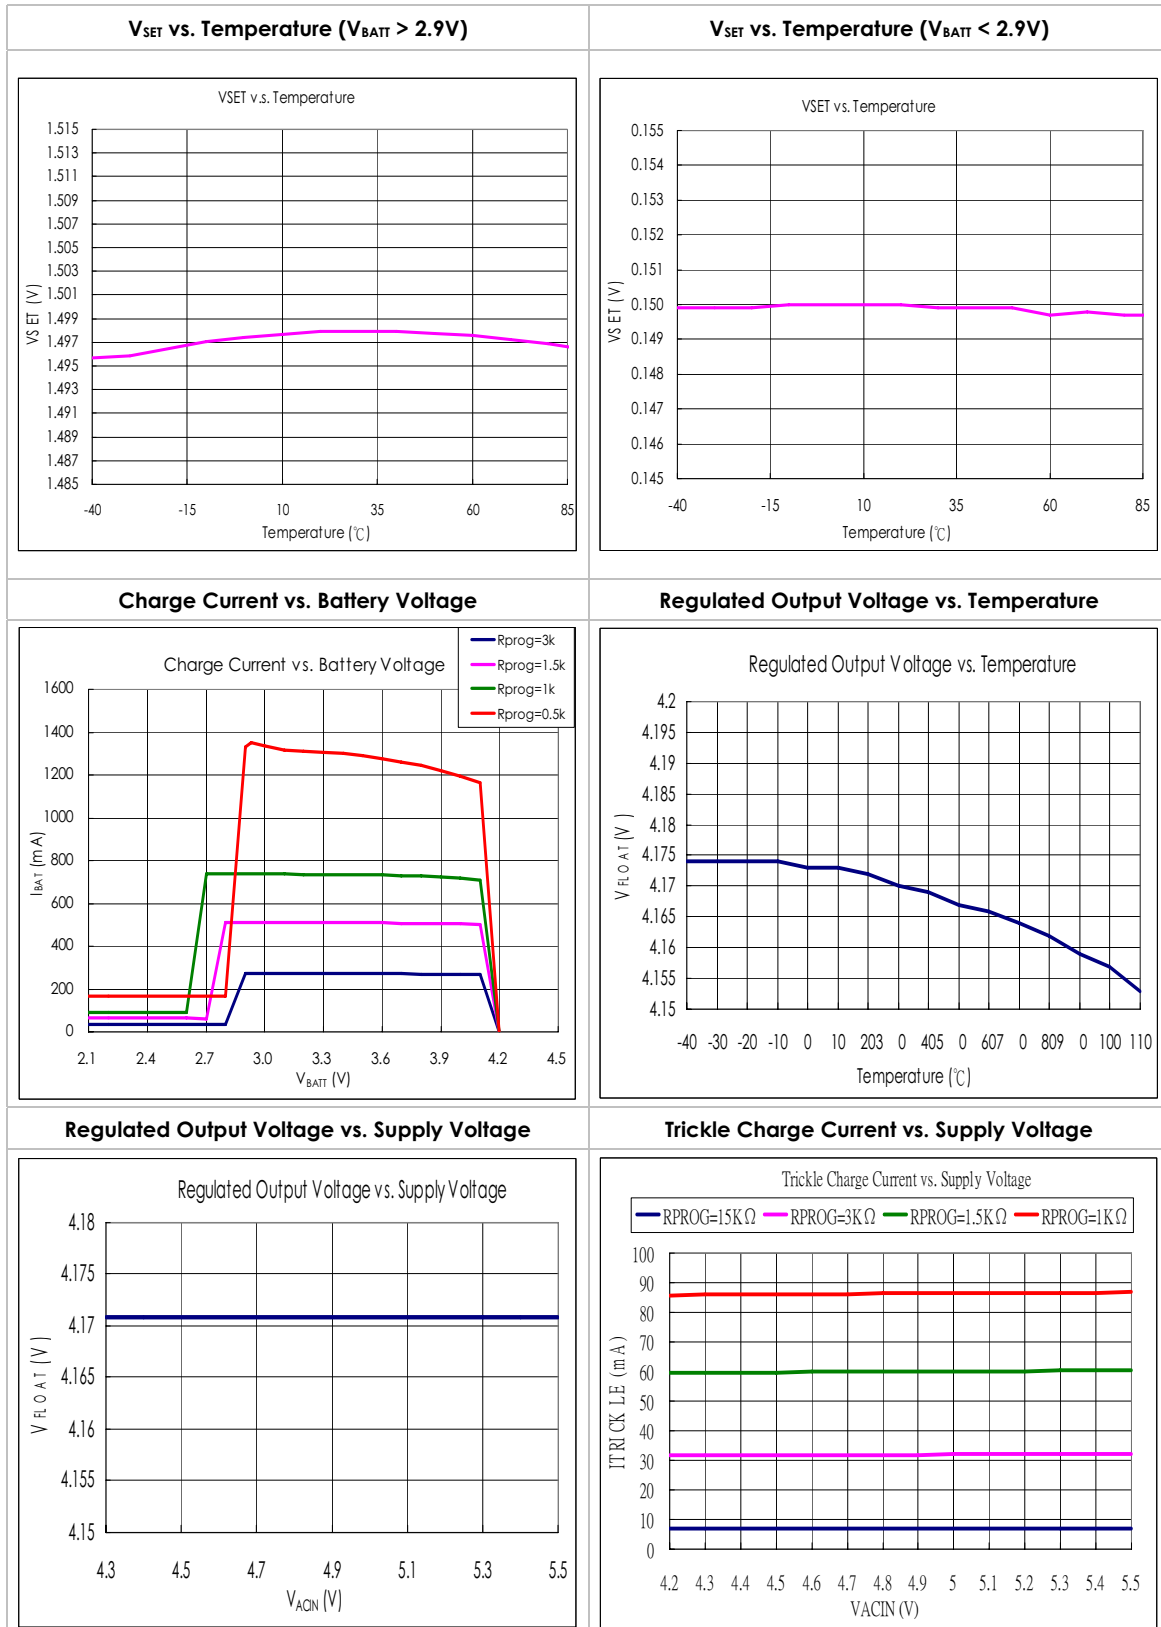 VSET vs. Temperature (VBATT > 2.9V)
VSET vs. Temperature (VBATT < 2.9V)
VSET v.s. Temperature
1.515
1.513
1.511
1.509
1.507
1.505
1.503
1.501
1.499
1.497
1.495
1.493
1.491
1.489
1.487
1.485
VS ET (V)
-40 -15 10 35 60 85
Temperature (℃)
VSET vs. Temperature
0.155
0.154
0.153
0.152
0.151
0.150
0.149
0.148
0.147
0.146
0.145
VS ET (V)
-40 -15 10 35 60 85
Temperature (℃)
Charge Current vs. Battery Voltage
Regulated Output Voltage vs. Temperature
Charge Current vs. Battery Voltage
Rprog=3k
Rprog=1.5k
Rprog=1k
Rprog=0.5k
1600
1400
1200
1000
800
600
400
200
0
IBAT (m A)
2.1 2.4 2.7 3.0 3.3 3.6 3.9 4.2 4.5
VBATT (V)
Regulated Output Voltage vs. Temperature
4.2
4.195
4.19
4.185
4.18
4.175
4.17
4.165
4.16
4.155
4.15
V FL O A T (V )
-40 -30 -20 -10 0 10 203 0 405 0 607 0 809 0 100 110
Temperature (℃)
Regulated Output Voltage vs. Supply Voltage
Trickle Charge Current vs. Supply Voltage
Regulated Output Voltage vs. Supply Voltage
4.18
4.175
4.17
4.165
4.16
4.155
4.15
V FL O A T (V )
4.3 4.5 4.7 4.9 5.1 5.3 5.5
VACIN (V)
Trickle Charge Current vs. Supply Voltage
RPROG=15KΩ RPROG=3KΩ RPROG=1.5KΩ RPROG=1KΩ
100
90
80
70
60
50
40
30
20
10
0
ITRI CK LE (m A)
4.2 4.3 4.4 4.5 4.6 4.7 4.8 4.9 5 5.1 5.2 5.3 5.4 5.5
VACIN (V)